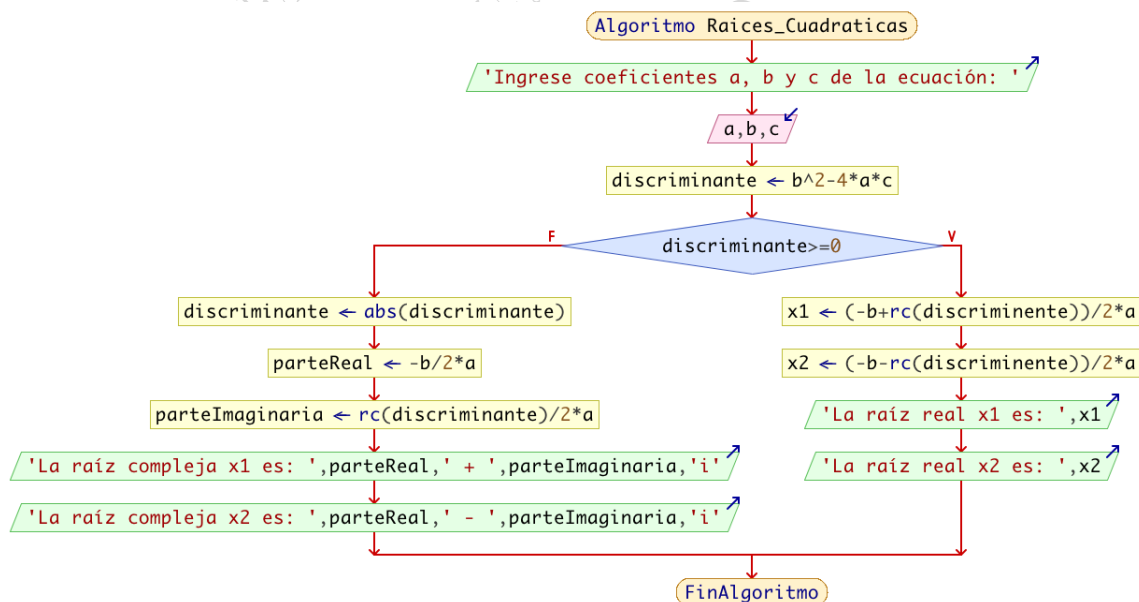 Algoritmo Raices_Cuadraticas
'Ingrese coeficientes a, b y c de la ecuación: '
a,b,c
discriminante ← b^2-4*a*c
discriminante>=0
F
discriminante ← abs(discriminante)
parteReal ← -b/2*a
parteImaginaria ← rc(discriminante)/2*a
'La raíz compleja x1 es: ',parteReal,' + ',parteImaginaria,'i'
'La raíz compleja x2 es: ',parteReal,' - ',parteImaginaria,'i'
V
x1 ← (-b+rc(discriminente))/2*a
x2 ← (-b-rc(discriminente))/2*a
'La raíz real x1 es: ',x1
'La raíz real x2 es: ',x2
FinAlgoritmo